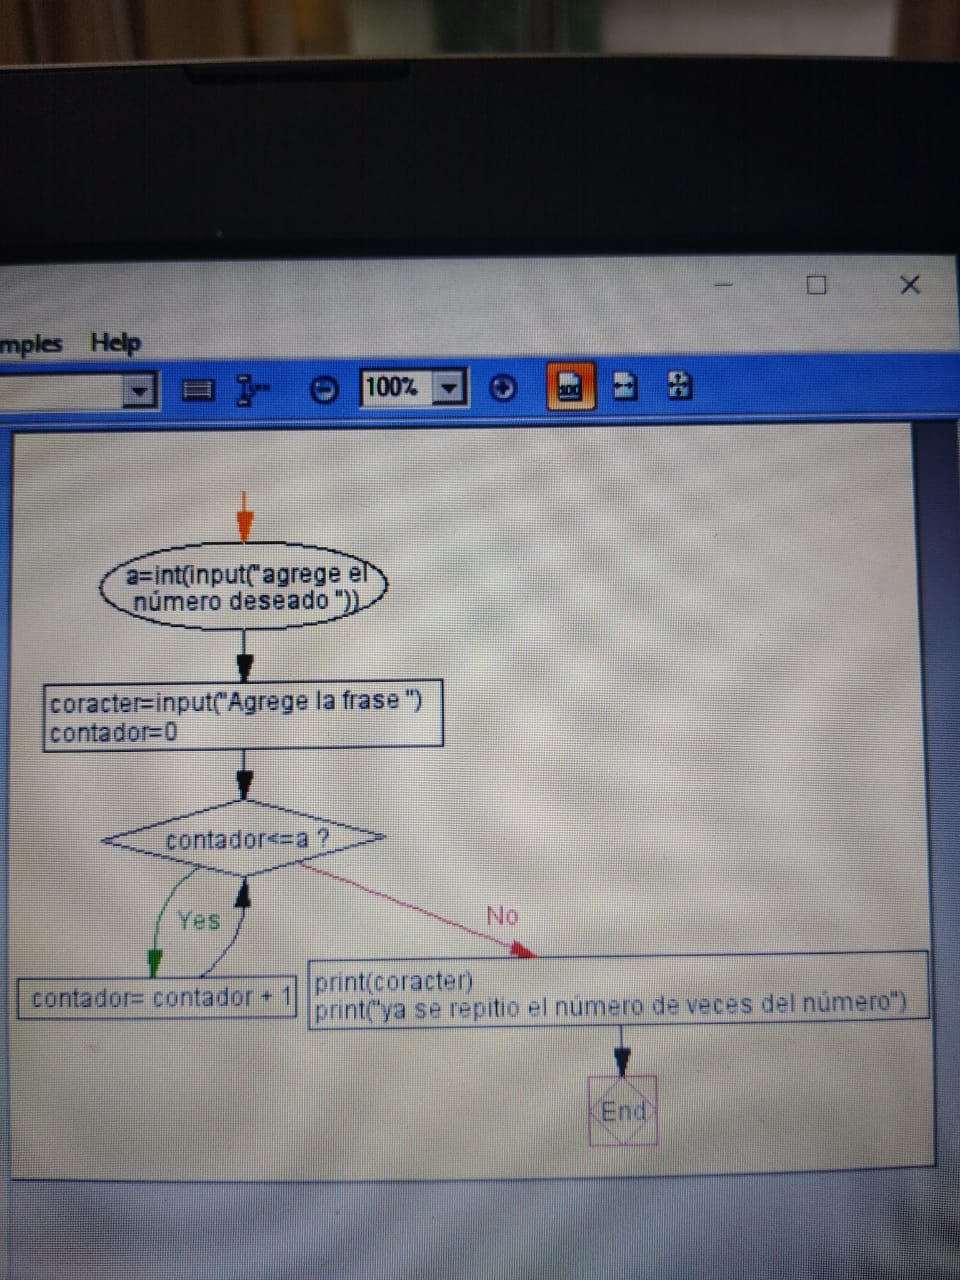 mples Help
100%
a=int(input("agrege el
número deseado "))
coracter=input("Agrege la frase ")
contador=0
contador<=a ?
Yes
No
contador= contador + 1
print(coracter)
print("ya se repitio el número de veces del número")
End